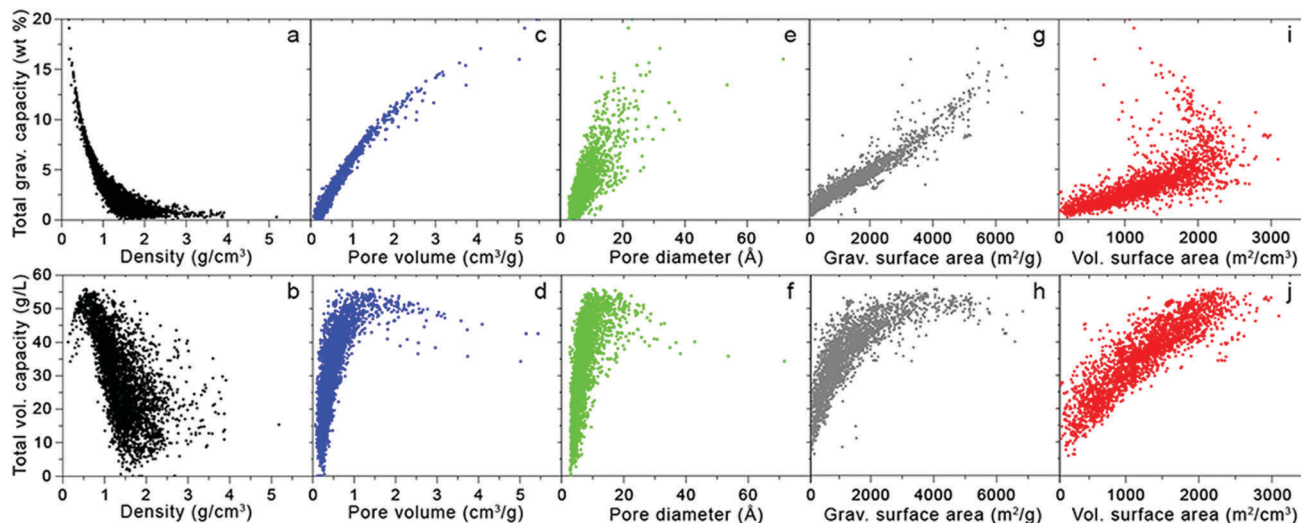 Total grav. capacity (wt %)
20
15
10
5
0
a
0 1 2 3 4 5
Density (g/cm³)
c
0 1 2 3 4 5
Pore volume (cm³/g)
e
0 20 40 60 80
Pore diameter (Å)
g
0 2000 4000 6000
Grav. surface area (m²/g)
i
0 1000 2000 3000
Vol. surface area (m²/cm³)
Total vol. capacity (g/L)
60
50
40
30
20
10
0
b
0 1 2 3 4 5
Density (g/cm³)
d
0 1 2 3 4 5
Pore volume (cm³/g)
f
0 20 40 60 80
Pore diameter (Å)
h
0 2000 4000 6000
Grav. surface area (m²/g)
j
0 1000 2000 3000
Vol. surface area (m²/cm³)